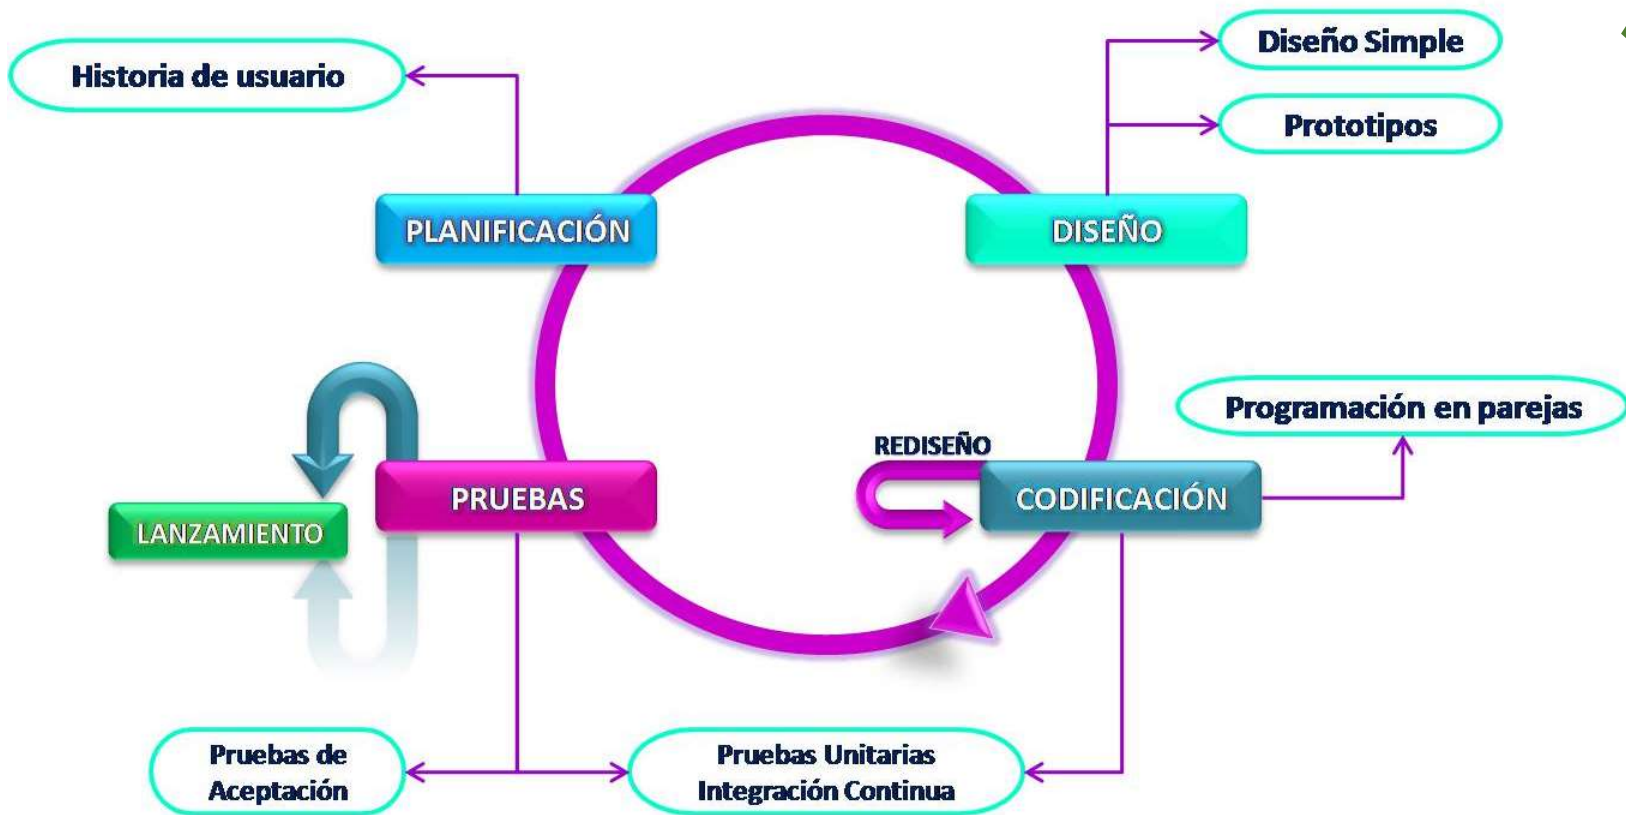 Historia de usuario
Diseño Simple
Prototipos
PLANIFICACIÓN
DISEÑO
Programación en parejas
REDISEÑO
PRUEBAS
CODIFICACIÓN
LANZAMIENTO
Pruebas de
Aceptación
Pruebas Unitarias
Integración Continua